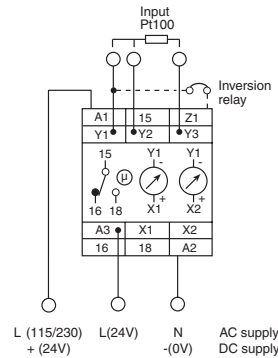 Input
Pt100
Inversion
relay
A1 15 Z1
Y1 Y2 Y3
15 µ Y1 Y1
- -
+ +
16 18 X1 X2
A3 X1 X2
16 18 A2
L (115/230) L(24V) N AC supply
+ (24V) -(0V) DC supply